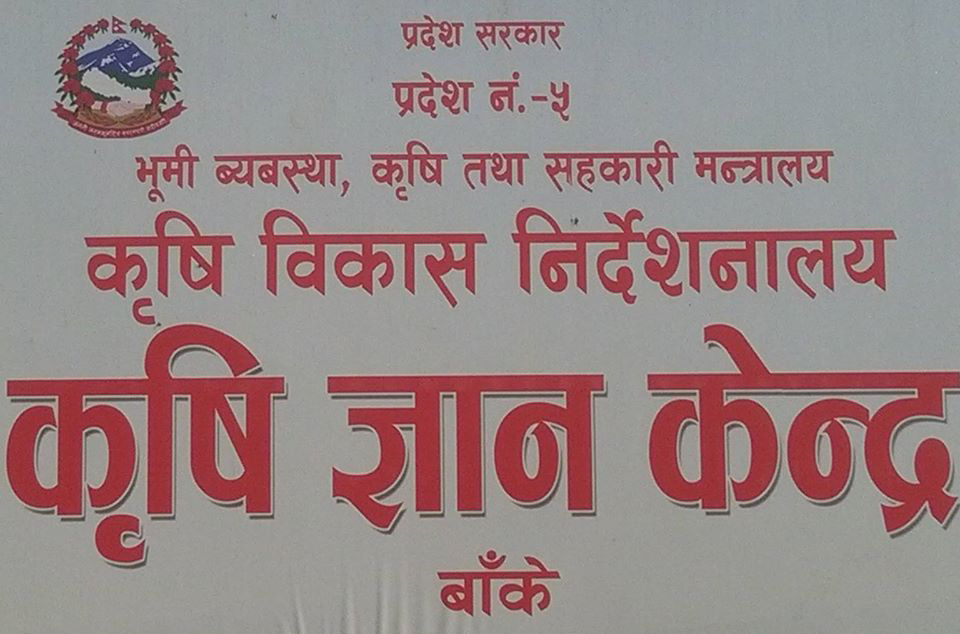 प्रदेश सरकार
प्रदेश नं.-५
भूमी ब्यबस्था, कृषि तथा सहकारी मन्त्रालय
कृषि विकास निर्देशनालय
कृषि ज्ञान केन्द्र
बाँके